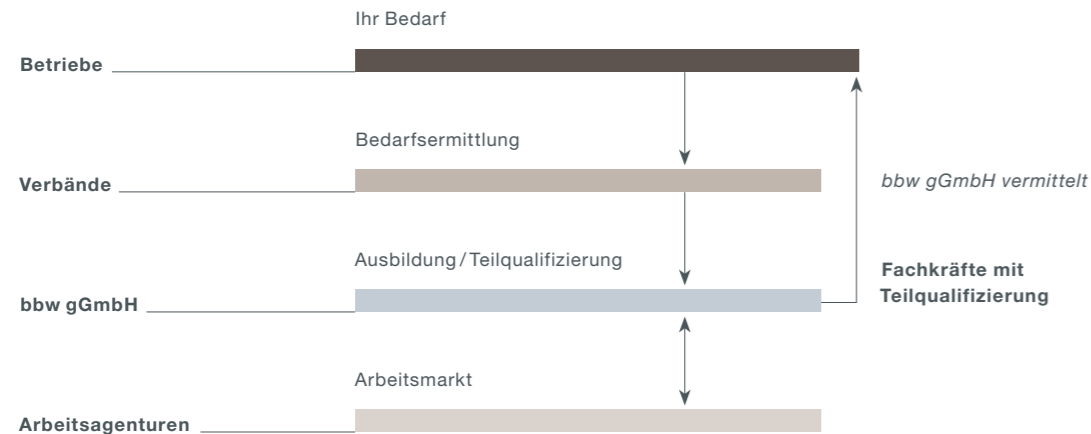 Ihr Bedarf
Betriebe
Bedarfsermittlung
Verbände
bbw gGmbH vermittelt
Ausbildung/Teilqualifizierung
Fachkräfte mit
Teilqualifizierung
bbw gGmbH
Arbeitsmarkt
Arbeitsagenturen